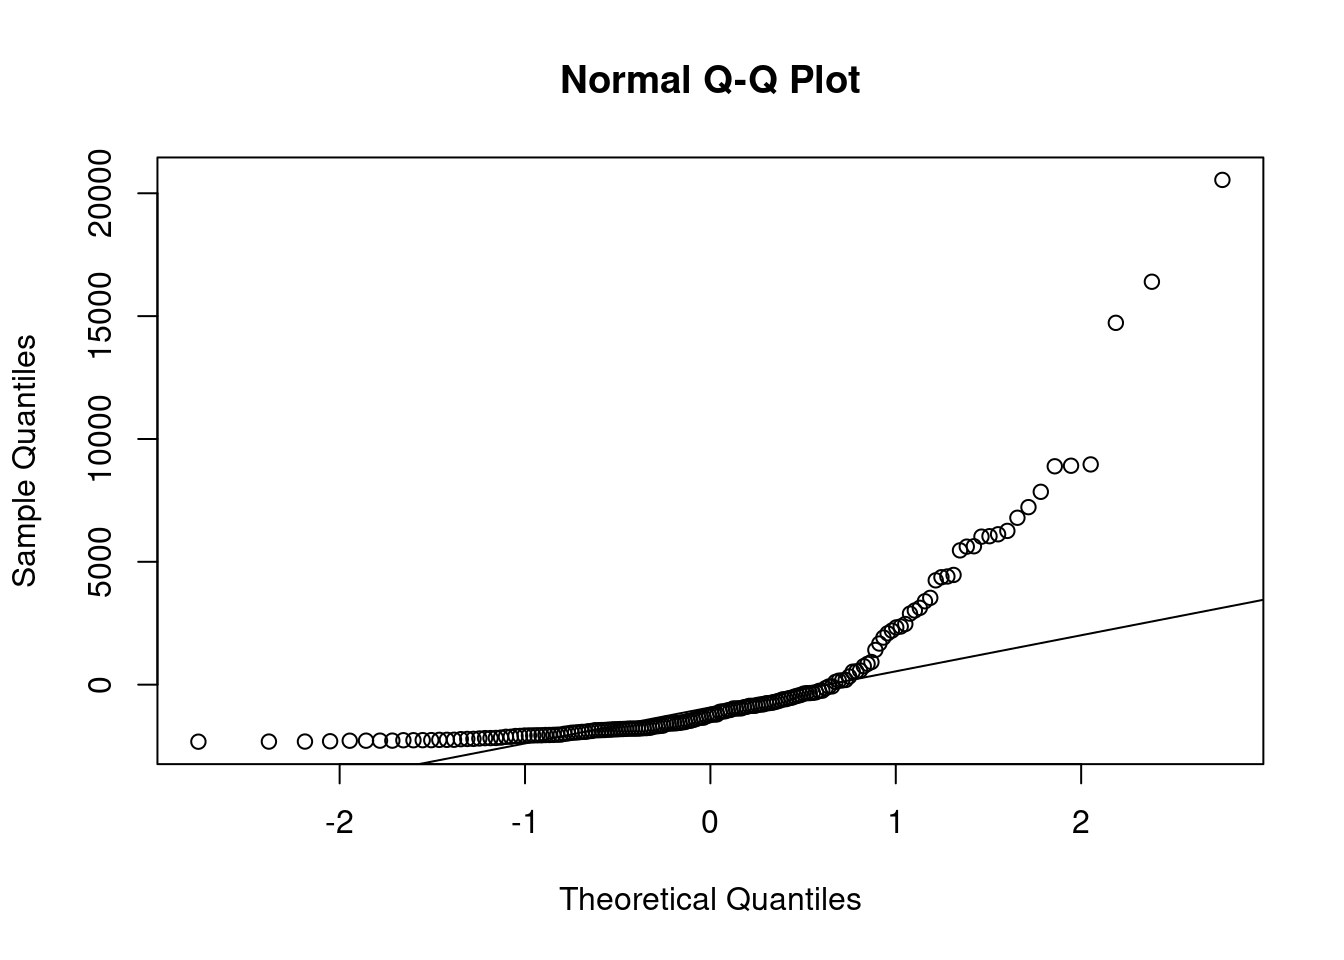 Normal Q-Q Plot
Sample Quantiles
20000
15000
10000
5000
0
-2 -1 0 1 2
Theoretical Quantiles